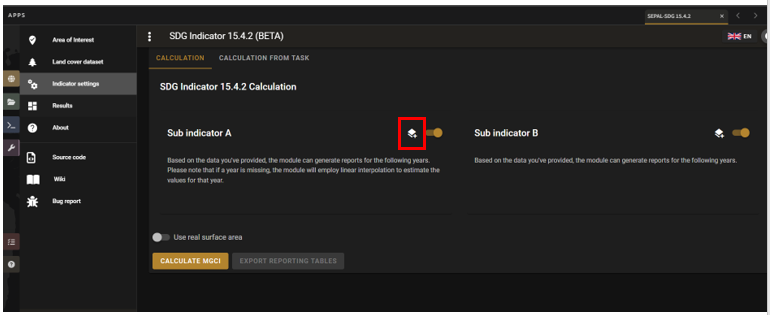 APPS
SEPAL-SDG 15.4.2
SDG Indicator 15.4.2 (BETA)
EN
Area of Interest
Land cover dataset
Indicator settings
Results
About
Source code
Wiki
Bug report
CALCULATION
CALCULATION FROM TASK
SDG Indicator 15.4.2 Calculation
Sub indicator A
Based on the data you've provided, the module can generate reports for the following years.
Please note that if a year is missing, the module will employ linear interpolation to estimate the
values for that year.
Sub indicator B
Based on the data you've provided, the module can generate reports for the following years.
Use real surface area
CALCULATE MGCI
EXPORT REPORTING TABLES